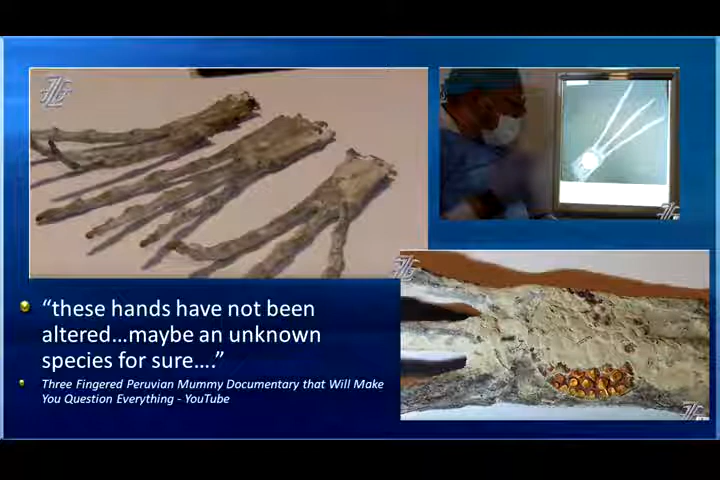 “these hands have not been
altered…maybe an unknown
species for sure….”
Three Fingered Peruvian Mummy Documentary that Will Make
You Question Everything - YouTube